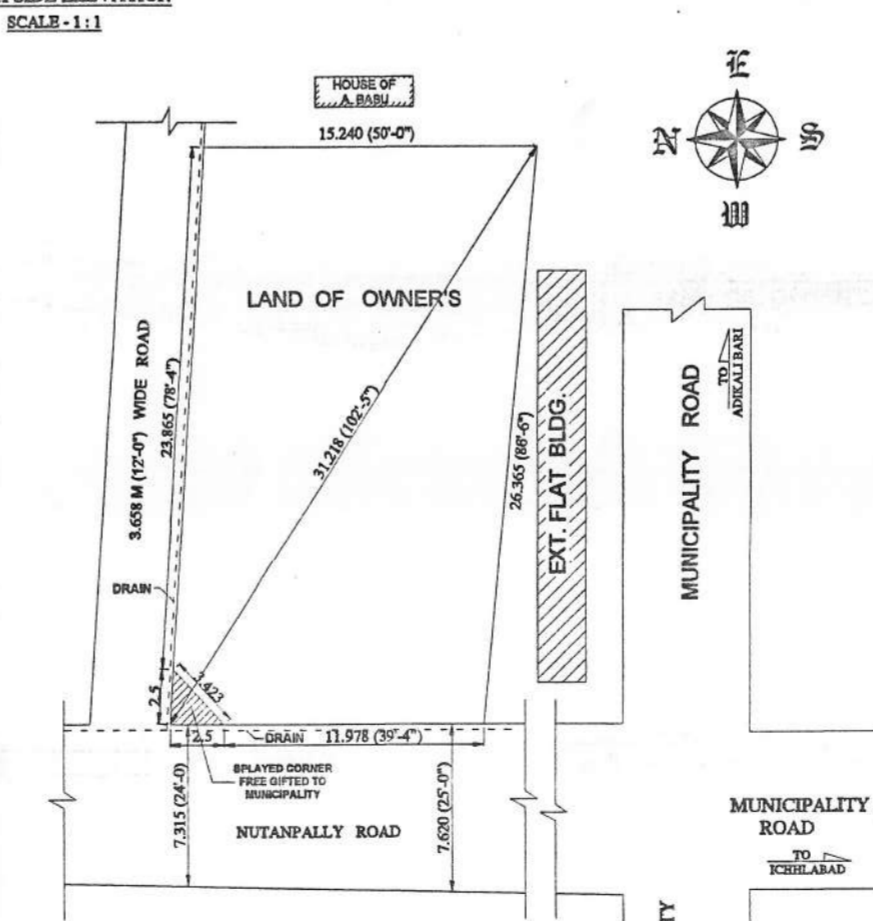 SCALE - 1:1
HOUSE OF
A. BABU
15.240 (50'-0")
E
N
S
W
LAND OF OWNER'S
3.658 M (12'-0") WIDE ROAD
23.865 (78'-4")
31.218 (102'-5")
26.365 (86'-6")
EXT. FLAT BLDG.
MUNICIPALITY ROAD
TO
ADIKALI BARI
DRAIN
2.5
3.423
2.5
DRAIN
11.978 (39'-4")
SPLAYED CORNER
FREE GIFTED TO
MUNICIPALITY
7.315 (24'-0)
7.620 (25'-0")
NUTANPALLY ROAD
MUNICIPALITY
ROAD
TO
ICHHLABAD